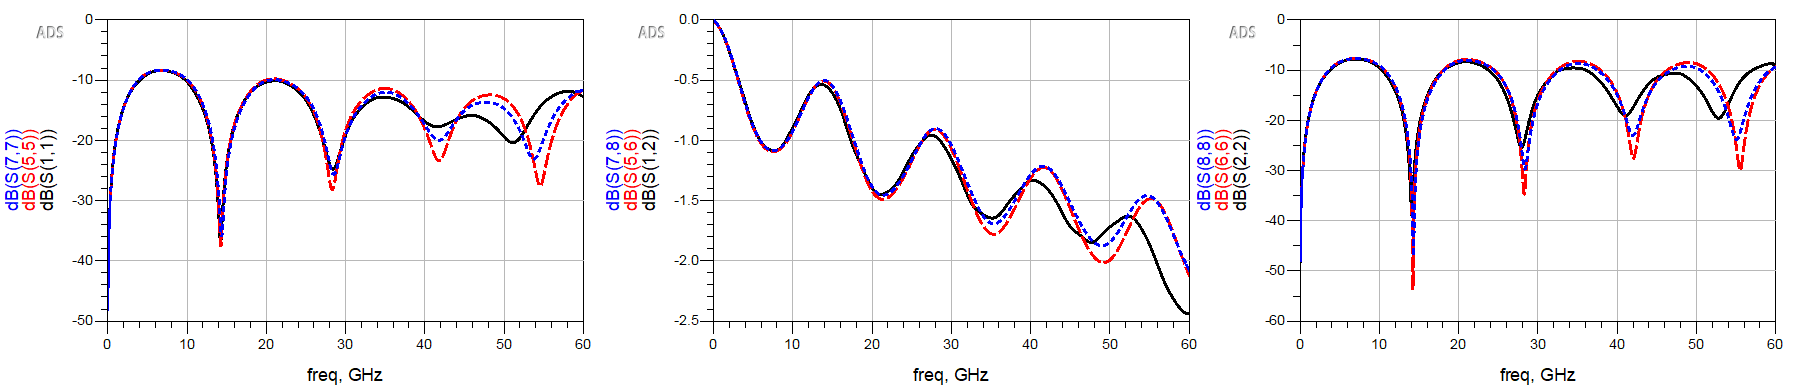 ADS
0
-10
-20
-30
-40
-50
0 10 20 30 40 50 60
freq, GHz
dB(S(7,7))
dB(S(5,5))
dB(S(1,1))
ADS
0.0
-0.5
-1.0
-1.5
-2.0
-2.5
0 10 20 30 40 50 60
freq, GHz
dB(S(7,8))
dB(S(5,6))
dB(S(1,2))
ADS
0
-10
-20
-30
-40
-50
-60
0 10 20 30 40 50 60
freq, GHz
dB(S(8,8))
dB(S(6,6))
dB(S(2,2))